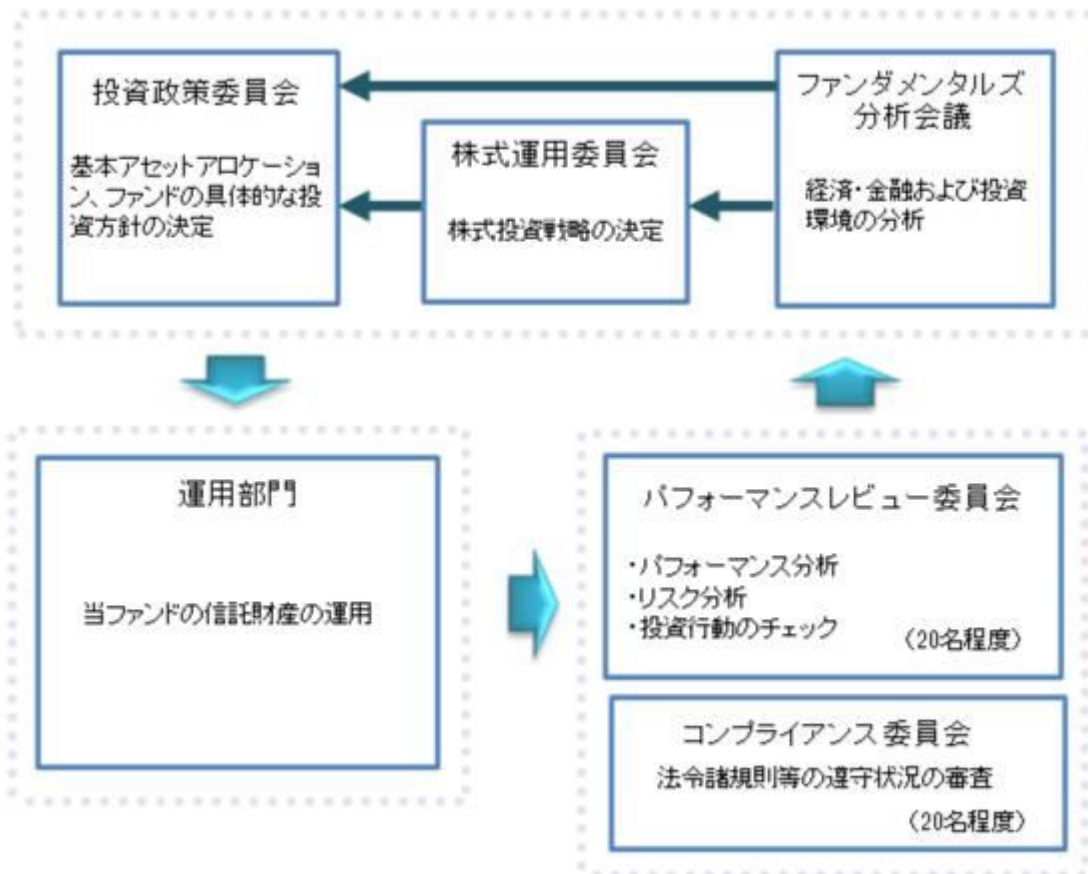 投資政策委員会
基本アセットアロケーショ
ン、ファンドの具体的な投
資方針の決定
株式運用委員会
株式投資戦略の決定
ファンダメンタルズ
分析会議
経済・金融および投資
環境の分析
運用部門
当ファンドの信託財産の運用
パフォーマンスレビュー委員会
・パフォーマンス分析
・リスク分析
・投資行動のチェック
（20名程度）
コンプライアンス委員会
法令諸規則等の遵守状況の審査
（20名程度）